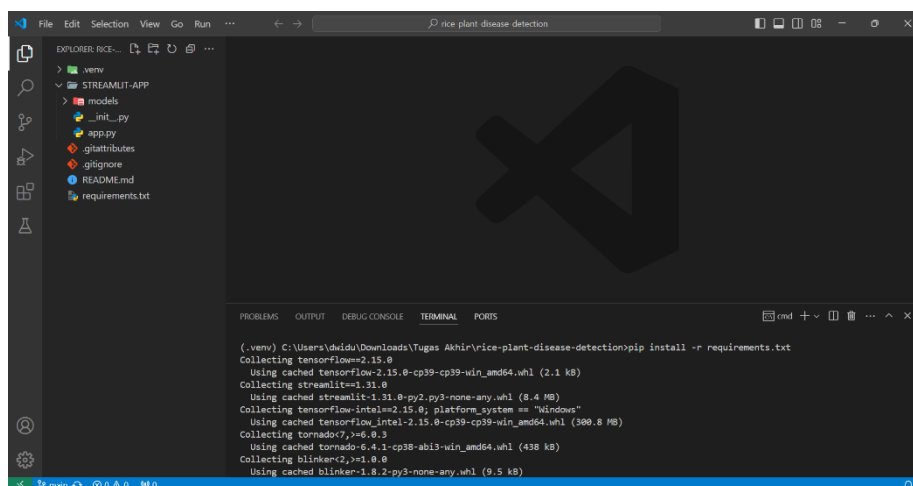 File Edit Selection View Go Run ... rice plant disease detection
EXPLORER: RICE-...
.venv
STREAMLIT-APP
models
__init__.py
app.py
.gitattributes
.gitignore
README.md
requirements.txt
PROBLEMS OUTPUT DEBUG CONSOLE TERMINAL PORTS cmd
(.venv) C:\Users\dwidu\Downloads\Tugas Akhir\rice-plant-disease-detection>pip install -r requirements.txt
Collecting tensorflow==2.15.0
Using cached tensorflow-2.15.0-cp39-cp39-win_amd64.whl (2.1 kB)
Collecting streamlit==1.31.0
Using cached streamlit-1.31.0-py2.py3-none-any.whl (8.4 MB)
Collecting tensorflow-intel==2.15.0; platform_system == "Windows"
Using cached tensorflow_intel-2.15.0-cp39-cp39-win_amd64.whl (300.8 MB)
Collecting tornado<7,>=6.0.3
Using cached tornado-6.4.1-cp38-abi3-win_amd64.whl (438 kB)
Collecting blinker<2,>=1.0.0
Using cached blinker-1.8.2-py3-none-any.whl (9.5 kB)
main 0 0 0